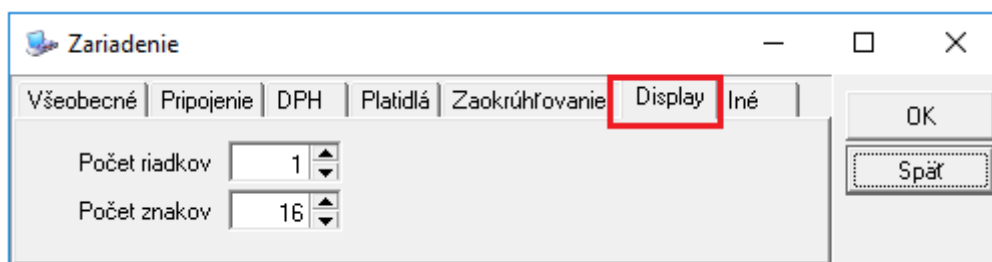 Zariadenie
Všeobecné Pripojenie DPH Platidlá Zaokrúhľovanie Display Iné
OK
Počet riadkov 1
Späť
Počet znakov 16